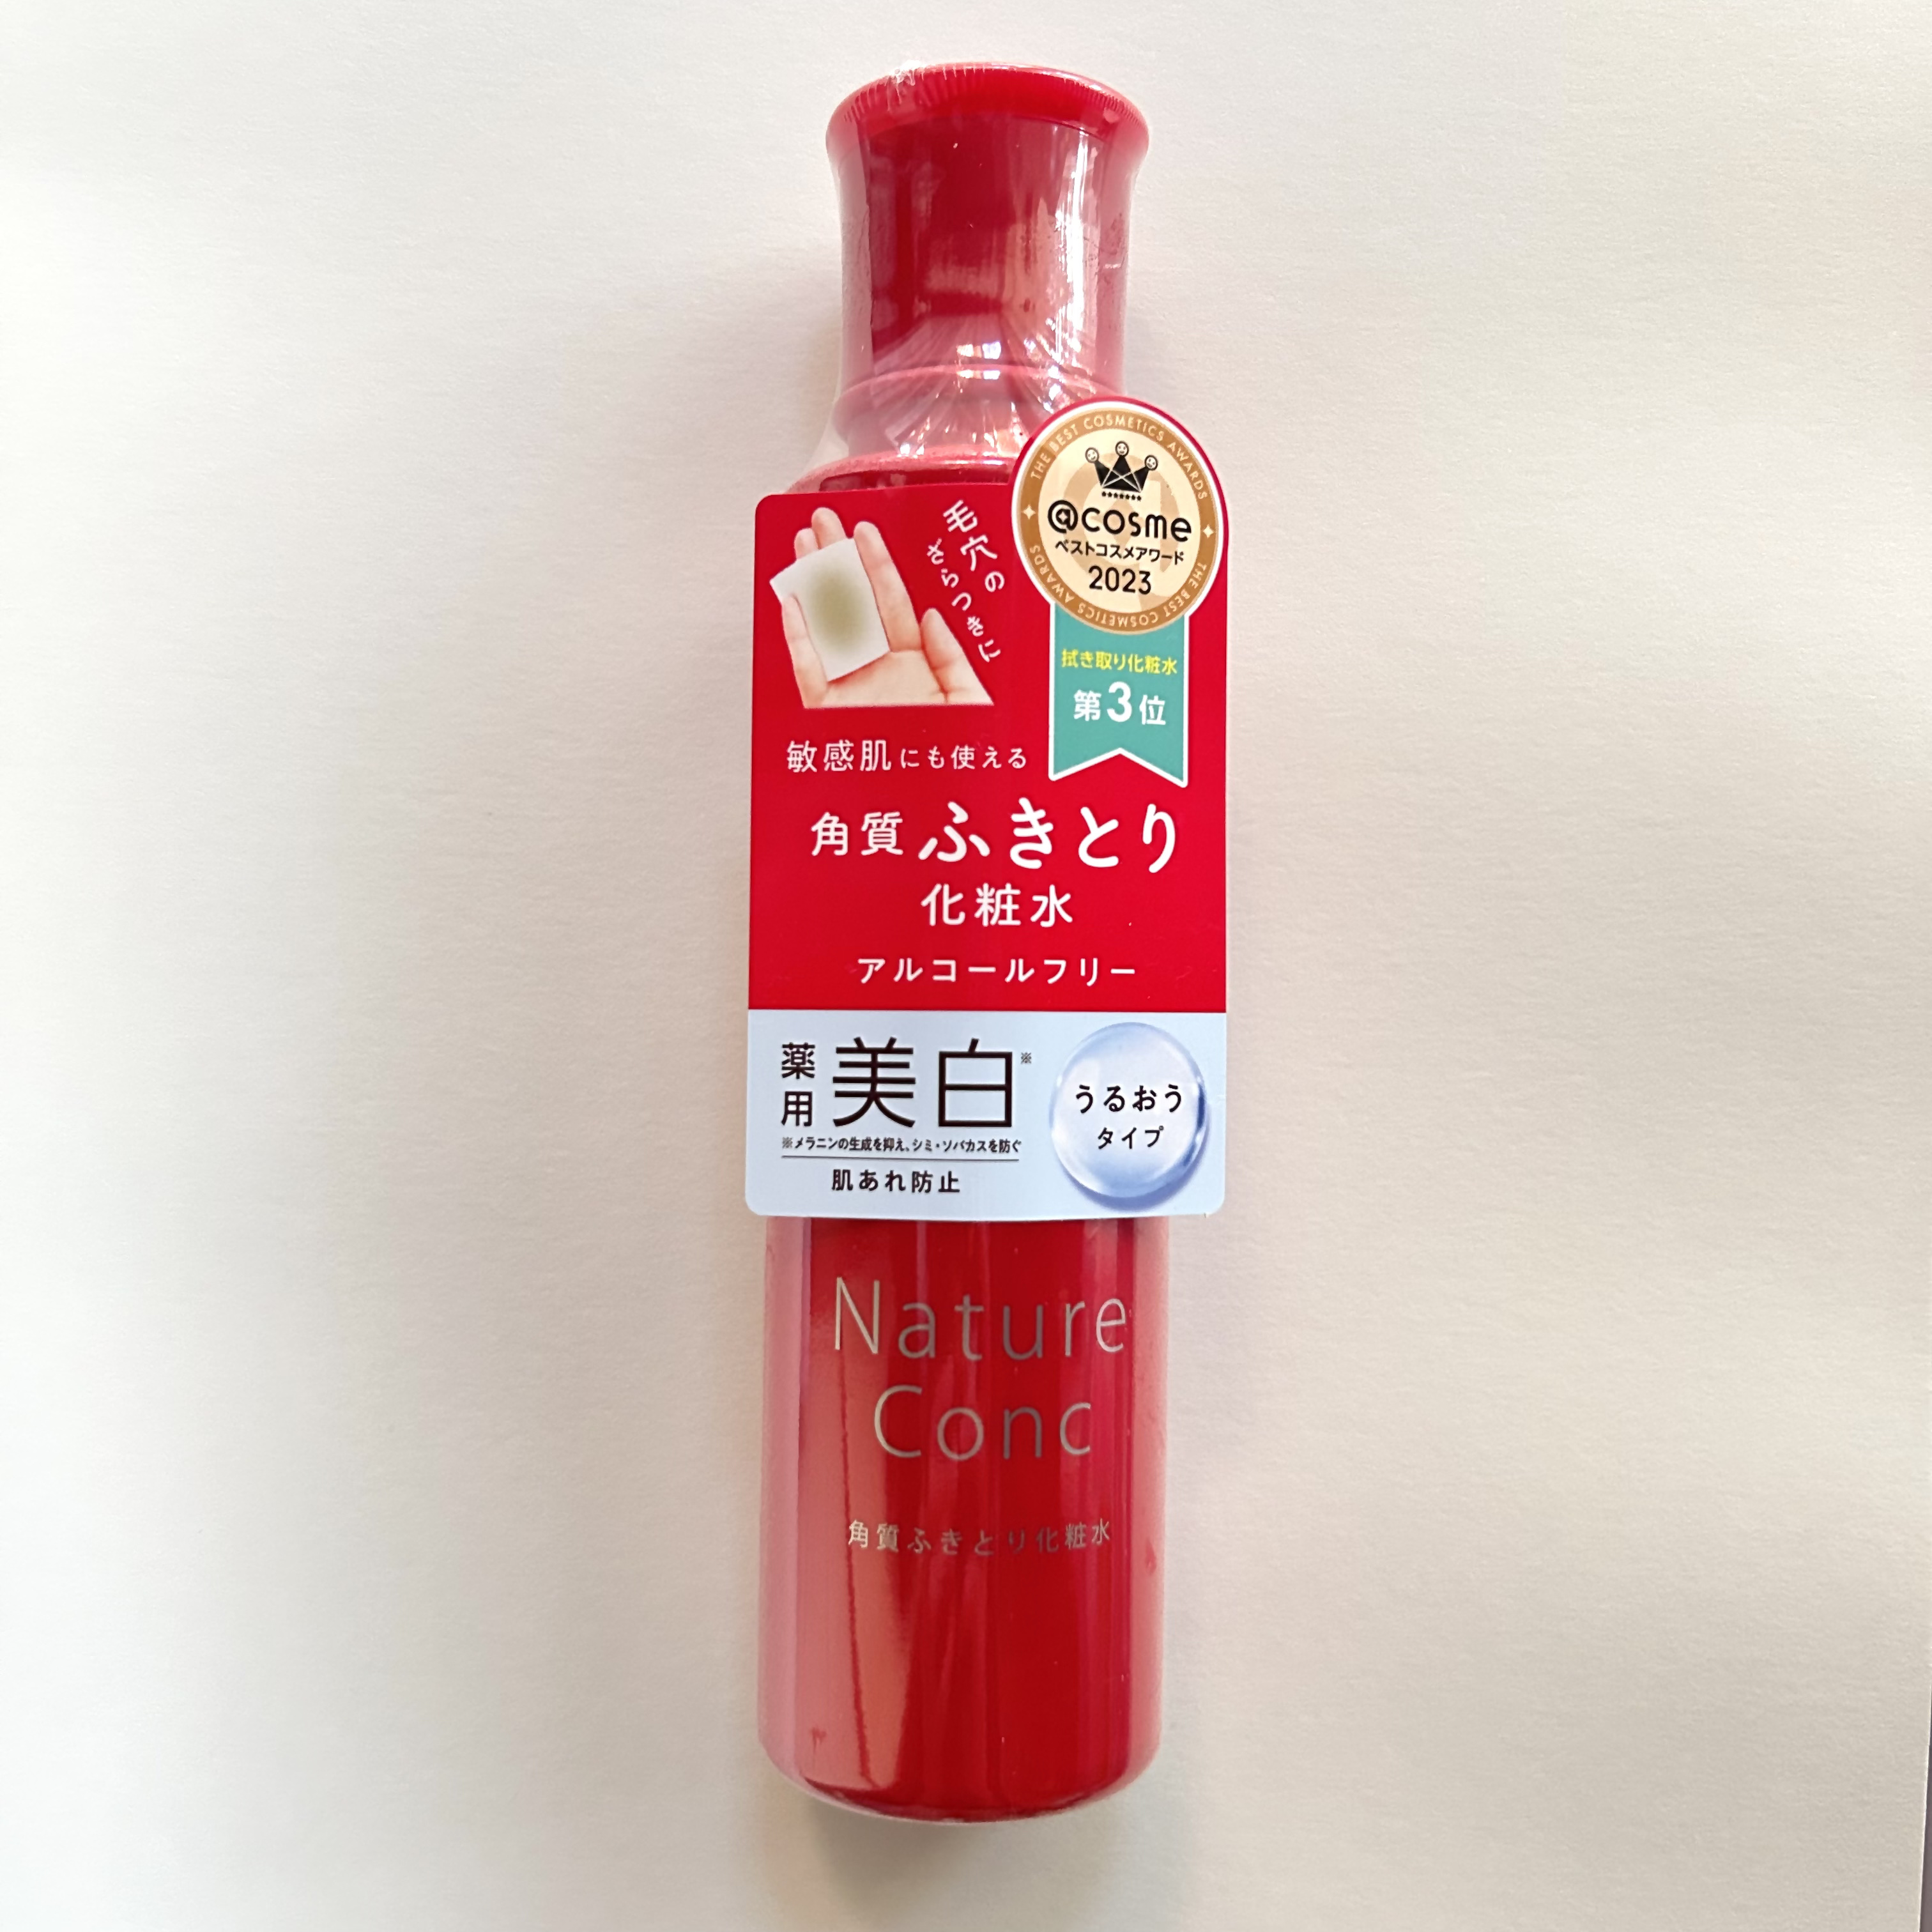 THE BEST COSMETICS AWARDS
@cosme
ベストコスメアワード
2023
THE BEST COSMETICS AWARDS
拭き取り化粧水
第3位
毛穴の
ざらつきに
敏感肌にも使える
角質ふきとり
化粧水
アルコールフリー
薬用
美白※
※メラニンの生成を抑え、シミ・ソバカスを防ぐ
肌あれ防止
うるおう
タイプ
Nature
Conc
角質ふきとり化粧水